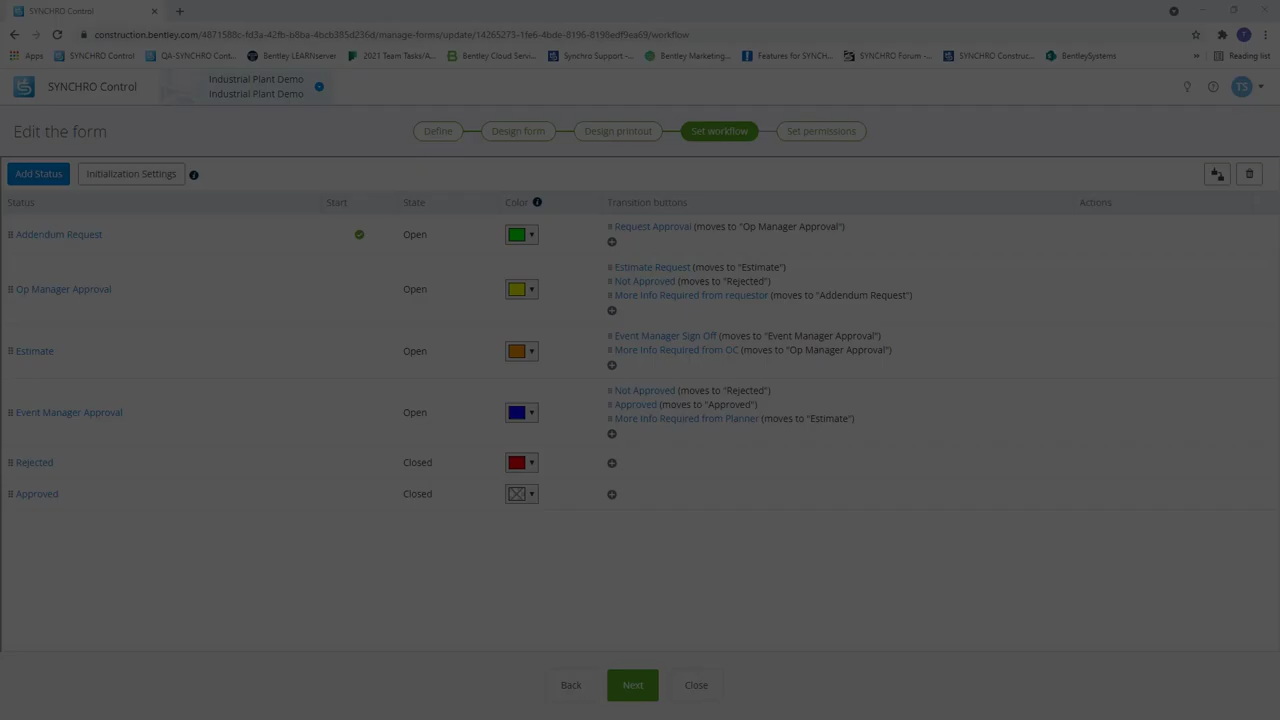 SYNCHRO Control
construction.bentley.com/4871588c-fd3a-42fb-b8ba-4bcb385d236d/manage-forms/update/14265273-1fe6-4bde-8196-8198edf9ea69/workflow
Apps SYNCHRO Control QA-SYNCHRO Cont... Bentley LEARNserver 2021 Team Tasks/A... Bentley Cloud Servi... Synchro Support -... Bentley Marketing... Features for SYNCH... SYNCHRO Forum -... SYNCHRO Construc... BentleySystems » Reading list
SYNCHRO Control
Industrial Plant Demo
Industrial Plant Demo
TS
Edit the form
Define Design form Design printout Set workflow Set permissions
Add Status Initialization Settings
Status Start State Color Transition buttons Actions
Addendum Request Open Request Approval (moves to "Op Manager Approval")
Op Manager Approval Open Estimate Request (moves to "Estimate")
Not Approved (moves to "Rejected")
More Info Required from requestor (moves to "Addendum Request")
Estimate Open Event Manager Sign Off (moves to "Event Manager Approval")
More Info Required from OC (moves to "Op Manager Approval")
Event Manager Approval Open Not Approved (moves to "Rejected")
Approved (moves to "Approved")
More Info Required from Planner (moves to "Estimate")
Rejected Closed
Approved Closed
Back Next Close